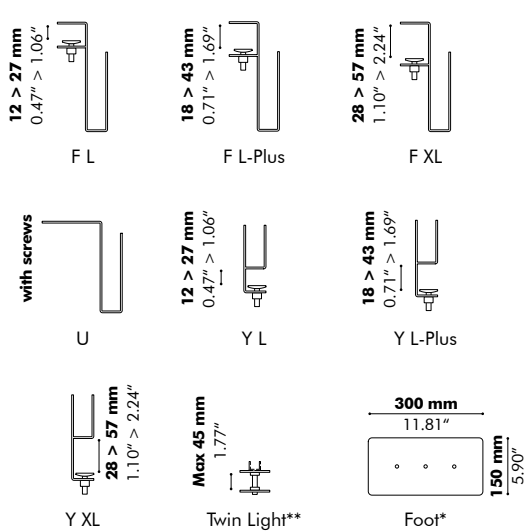 12 > 27 mm
0.47" > 1.06"
F L
18 > 43 mm
0.71" > 1.69"
F L-Plus
28 > 57 mm
1.10" > 2.24"
F XL
with screws
U
12 > 27 mm
0.47" > 1.06"
Y L
18 > 43 mm
0.71" > 1.69"
Y L-Plus
28 > 57 mm
1.10" > 2.24"
Y XL
Max 45 mm
1.77"
Twin Light**
300 mm
11.81"
150 mm
5.90"
Foot*